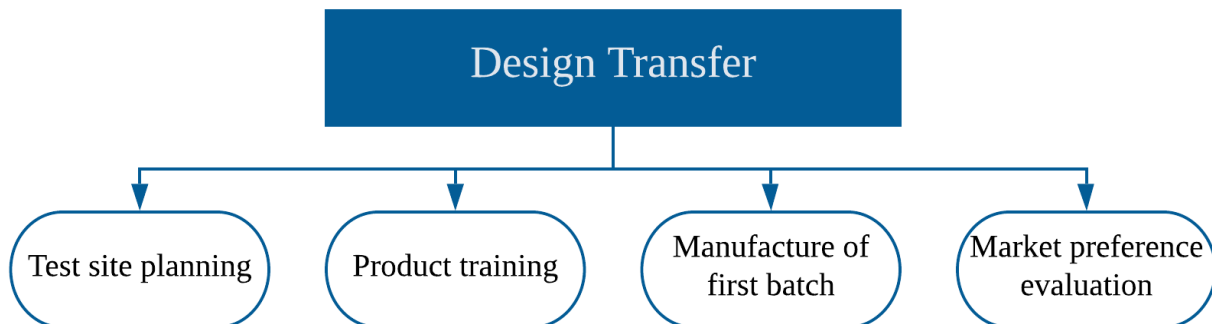 Design Transfer
Test site planning
Product training
Manufacture of
first batch
Market preference
evaluation